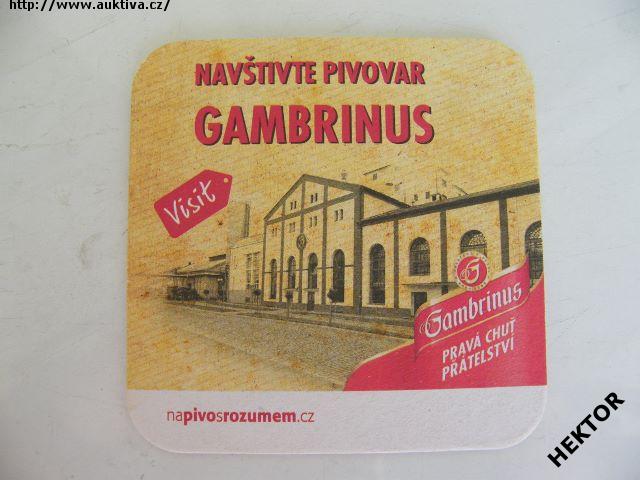 http://www.auktiva.cz/
NAVŠTIVTE PIVOVAR
GAMBRINUS
Visit
G
Gambrinus
PRAVÁ CHUŤ
PŘÁTELSTVÍ
napivosrozumem.cz
HEKTOR